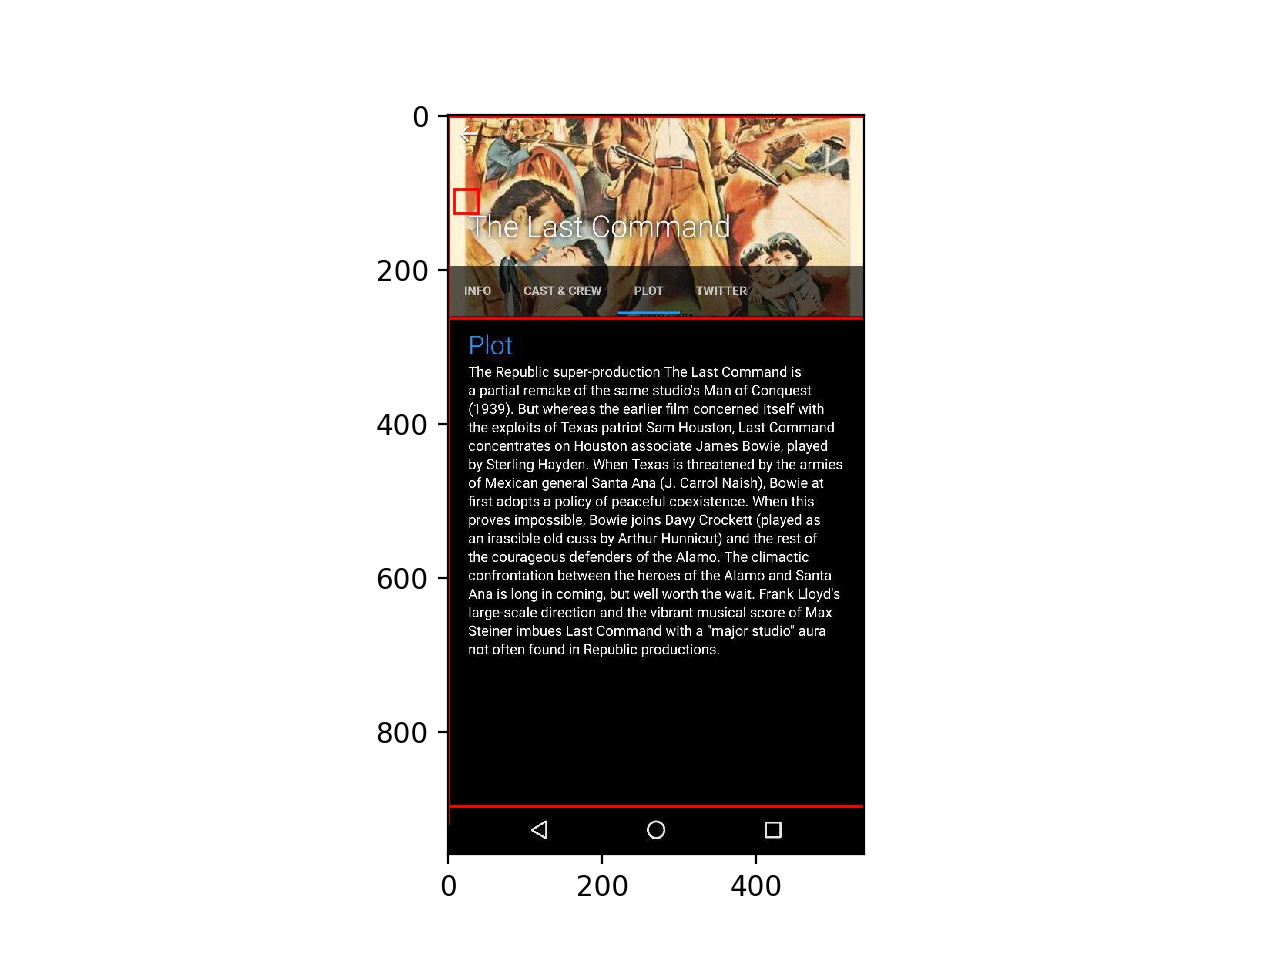 0
200
400
600
800
0 200 400
The Last Command
INFO CAST & CREW PLOT TWITTER
Plot
The Republic super-production The Last Command is
a partial remake of the same studio's Man of Conquest
(1939). But whereas the earlier film concerned itself with
the exploits of Texas patriot Sam Houston, Last Command
concentrates on Houston associate James Bowie, played
by Sterling Hayden. When Texas is threatened by the armies
of Mexican general Santa Ana (J. Carrol Naish), Bowie at
first adopts a policy of peaceful coexistence. When this
proves impossible, Bowie joins Davy Crockett (played as
an irascible old cuss by Arthur Hunnicut) and the rest of
the courageous defenders of the Alamo. The climactic
confrontation between the heroes of the Alamo and Santa
Ana is long in coming, but well worth the wait. Frank Lloyd's
large-scale direction and the vibrant musical score of Max
Steiner imbues Last Command with a "major studio" aura
not often found in Republic productions.